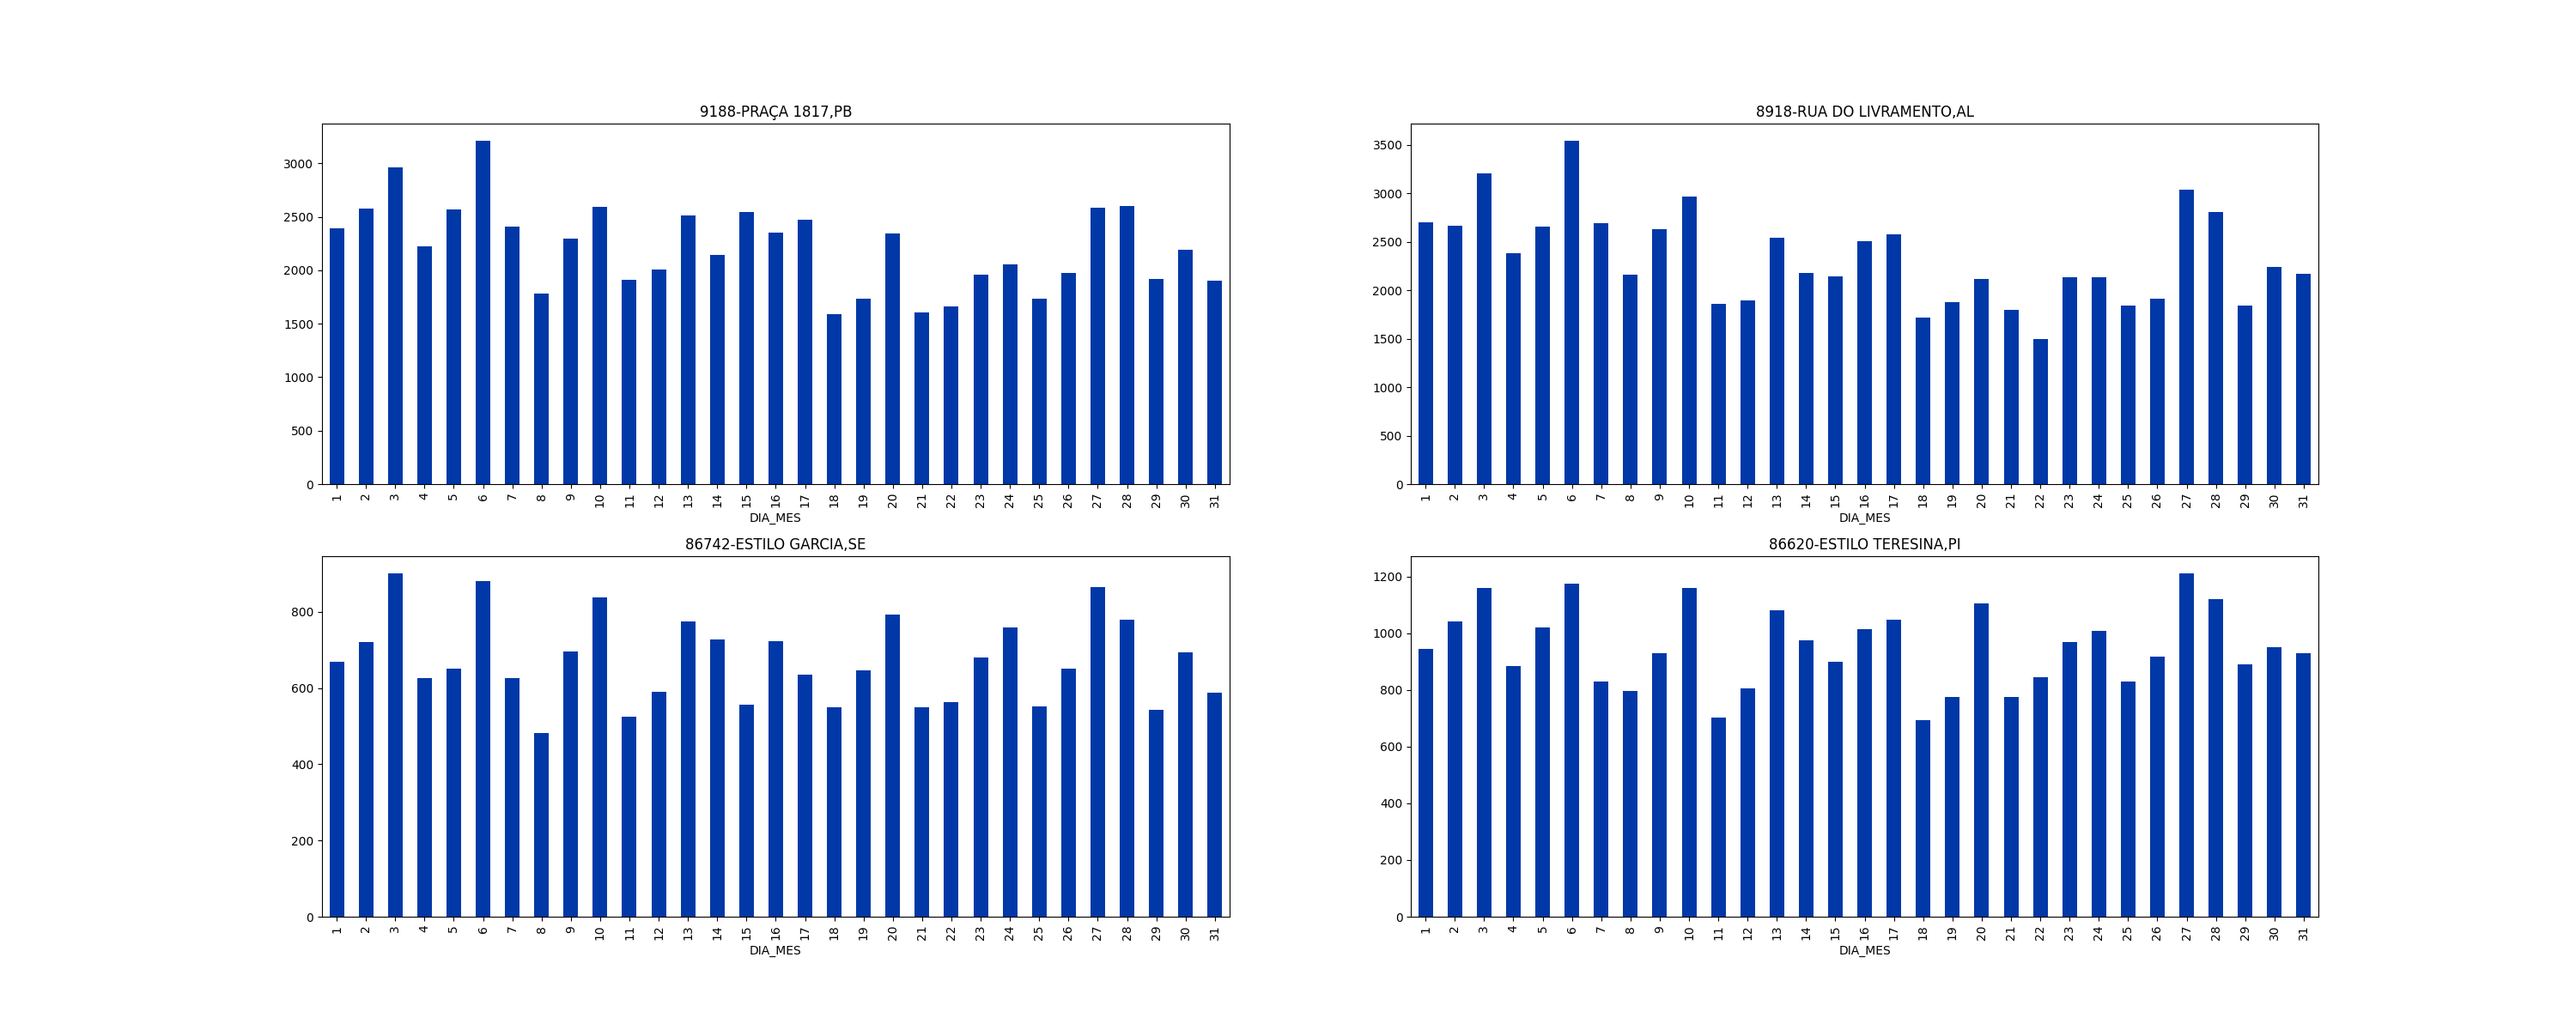 9188-PRAÇA 1817,PB
3000
2500
2000
1500
1000
500
0
1 2 3 4 5 6 7 8 9 10 11 12 13 14 15 16 17 18 19 20 21 22 23 24 25 26 27 28 29 30 31
DIA_MES
8918-RUA DO LIVRAMENTO,AL
3500
3000
2500
2000
1500
1000
500
0
1 2 3 4 5 6 7 8 9 10 11 12 13 14 15 16 17 18 19 20 21 22 23 24 25 26 27 28 29 30 31
DIA_MES
86742-ESTILO GARCIA,SE
800
600
400
200
0
1 2 3 4 5 6 7 8 9 10 11 12 13 14 15 16 17 18 19 20 21 22 23 24 25 26 27 28 29 30 31
DIA_MES
86620-ESTILO TERESINA,PI
1200
1000
800
600
400
200
0
1 2 3 4 5 6 7 8 9 10 11 12 13 14 15 16 17 18 19 20 21 22 23 24 25 26 27 28 29 30 31
DIA_MES